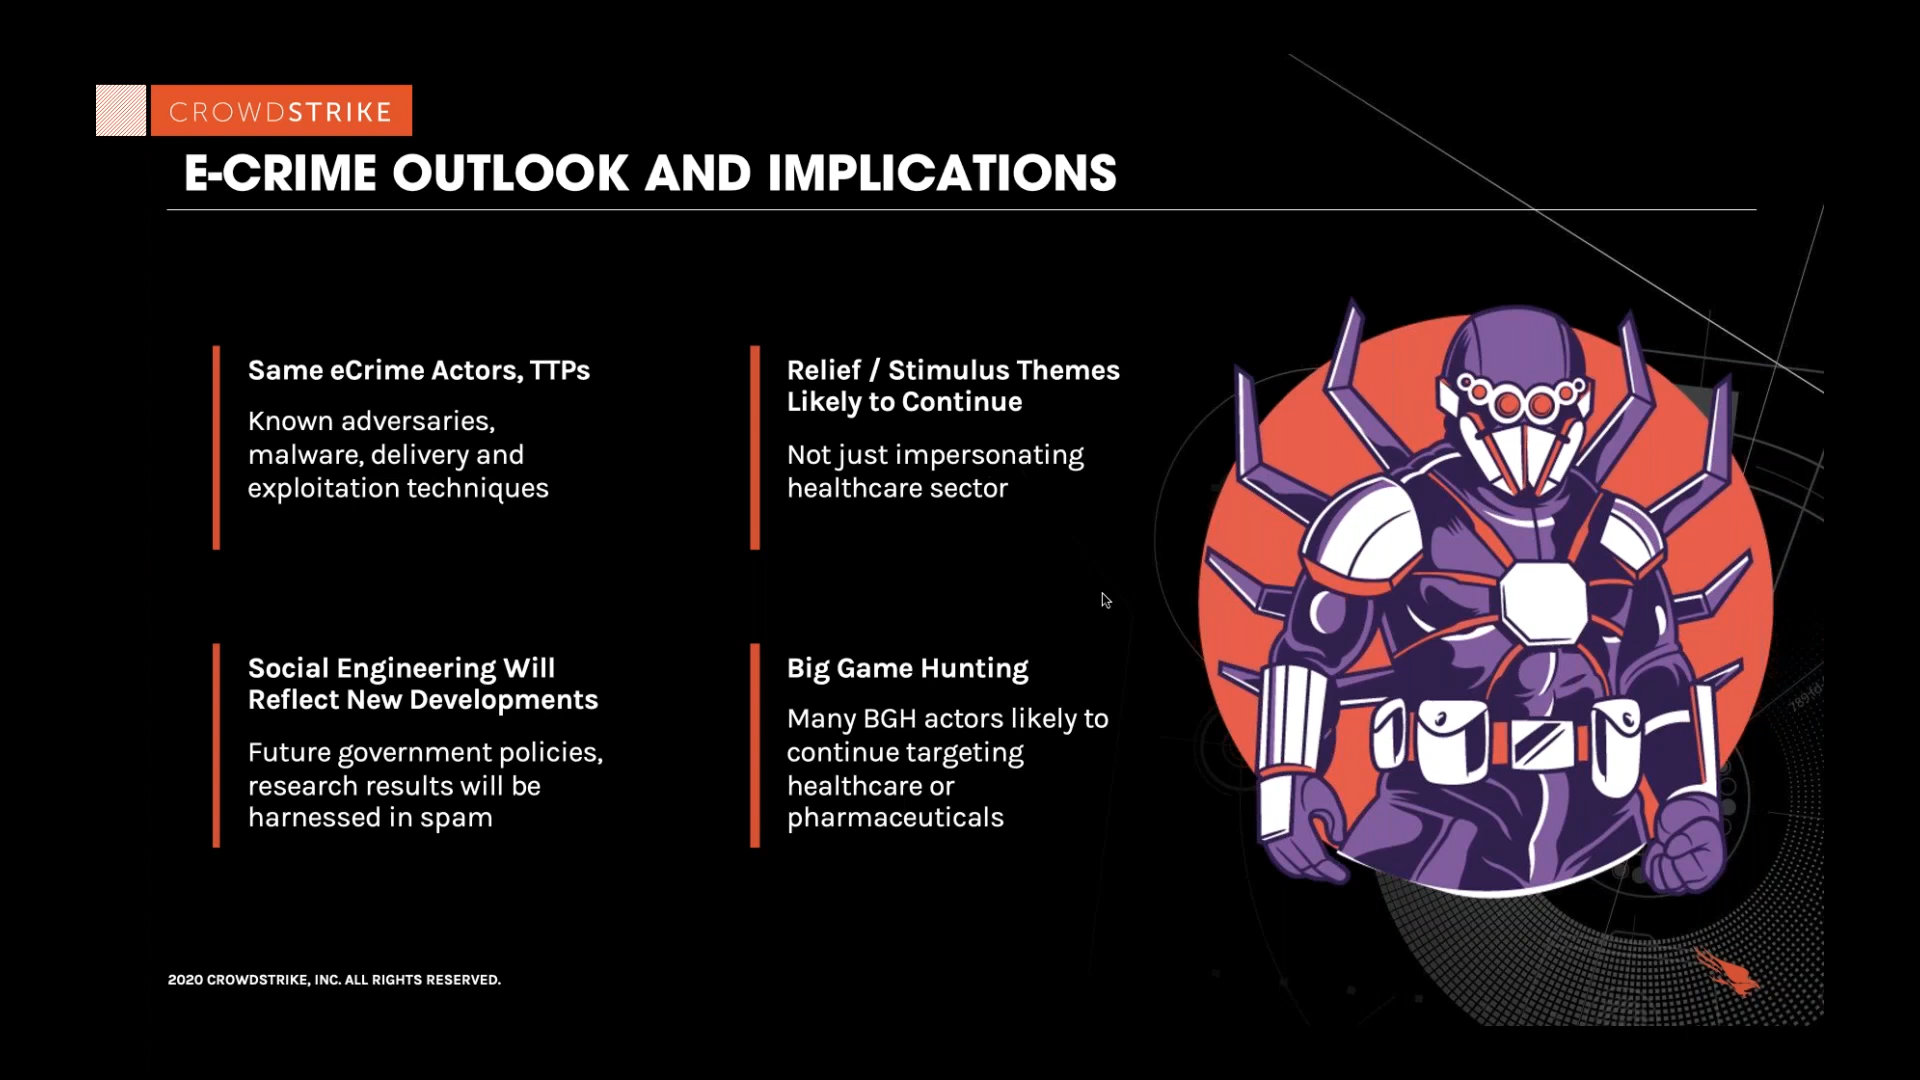 CROWDSTRIKE
E-CRIME OUTLOOK AND IMPLICATIONS
Same eCrime Actors, TTPs
Known adversaries,
malware, delivery and
exploitation techniques
Relief / Stimulus Themes
Likely to Continue
Not just impersonating
healthcare sector
Social Engineering Will
Reflect New Developments
Future government policies,
research results will be
harnessed in spam
Big Game Hunting
Many BGH actors likely to
continue targeting
healthcare or
pharmaceuticals
2020 CROWDSTRIKE, INC. ALL RIGHTS RESERVED.